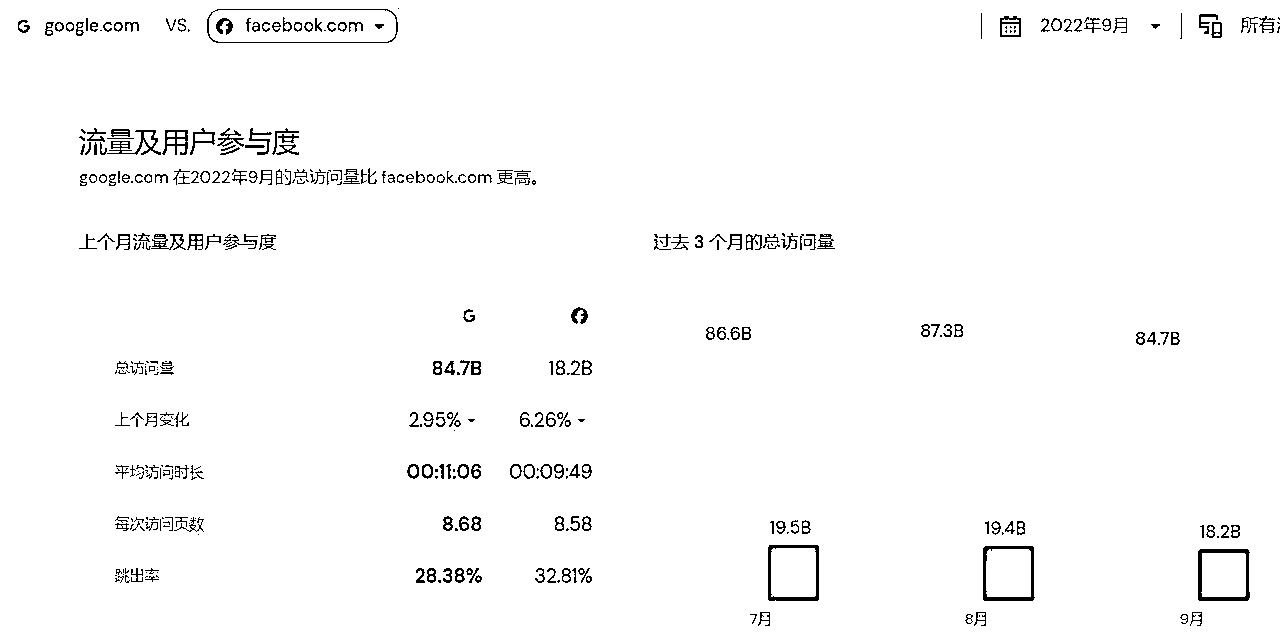 google.com VS. facebook.com 2022年9月 所有
流量及用户参与度
google.com 在2022年9月的总访问量比 facebook.com 更高。
上个月流量及用户参与度
过去 3 个月的总访问量
总访问量 84.7B 18.2B
上个月变化 2.95% 6.26%
平均访问时长 00:11:06 00:09:49
每次访问页数 8.68 8.58
跳出率 28.38% 32.81%
86.6B 87.3B 84.7B
19.5B 19.4B 18.2B
7月 8月 9月